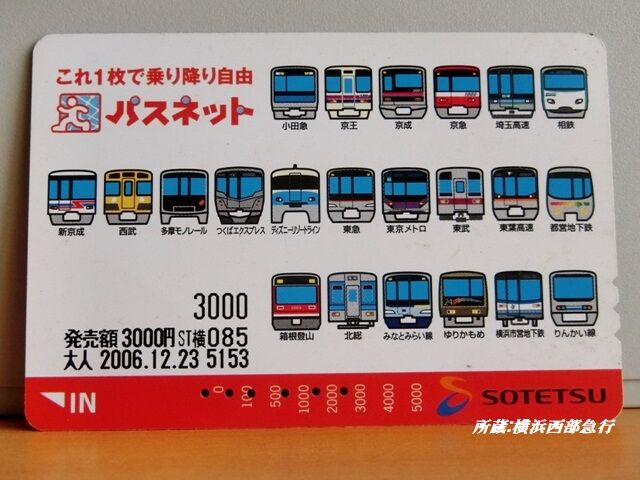 これ1枚で乗り降り自由
パスネット
小田急 京王 京成 京急 埼玉高速 相鉄
新京成 西武 多摩モノレール つくばエクスプレス ディズニーリゾートライン 東急 東京メトロ 東武 東葉高速 都営地下鉄
箱根登山 北総 みなとみらい線 ゆりかもめ 横浜市営地下鉄 りんかい線
3000
発売額 3000円 ST横085
大人 2006.12.23 5153
IN
0 100 500 1000 2000 3000 4000 5000
SOTETSU
所蔵:横浜西部急行